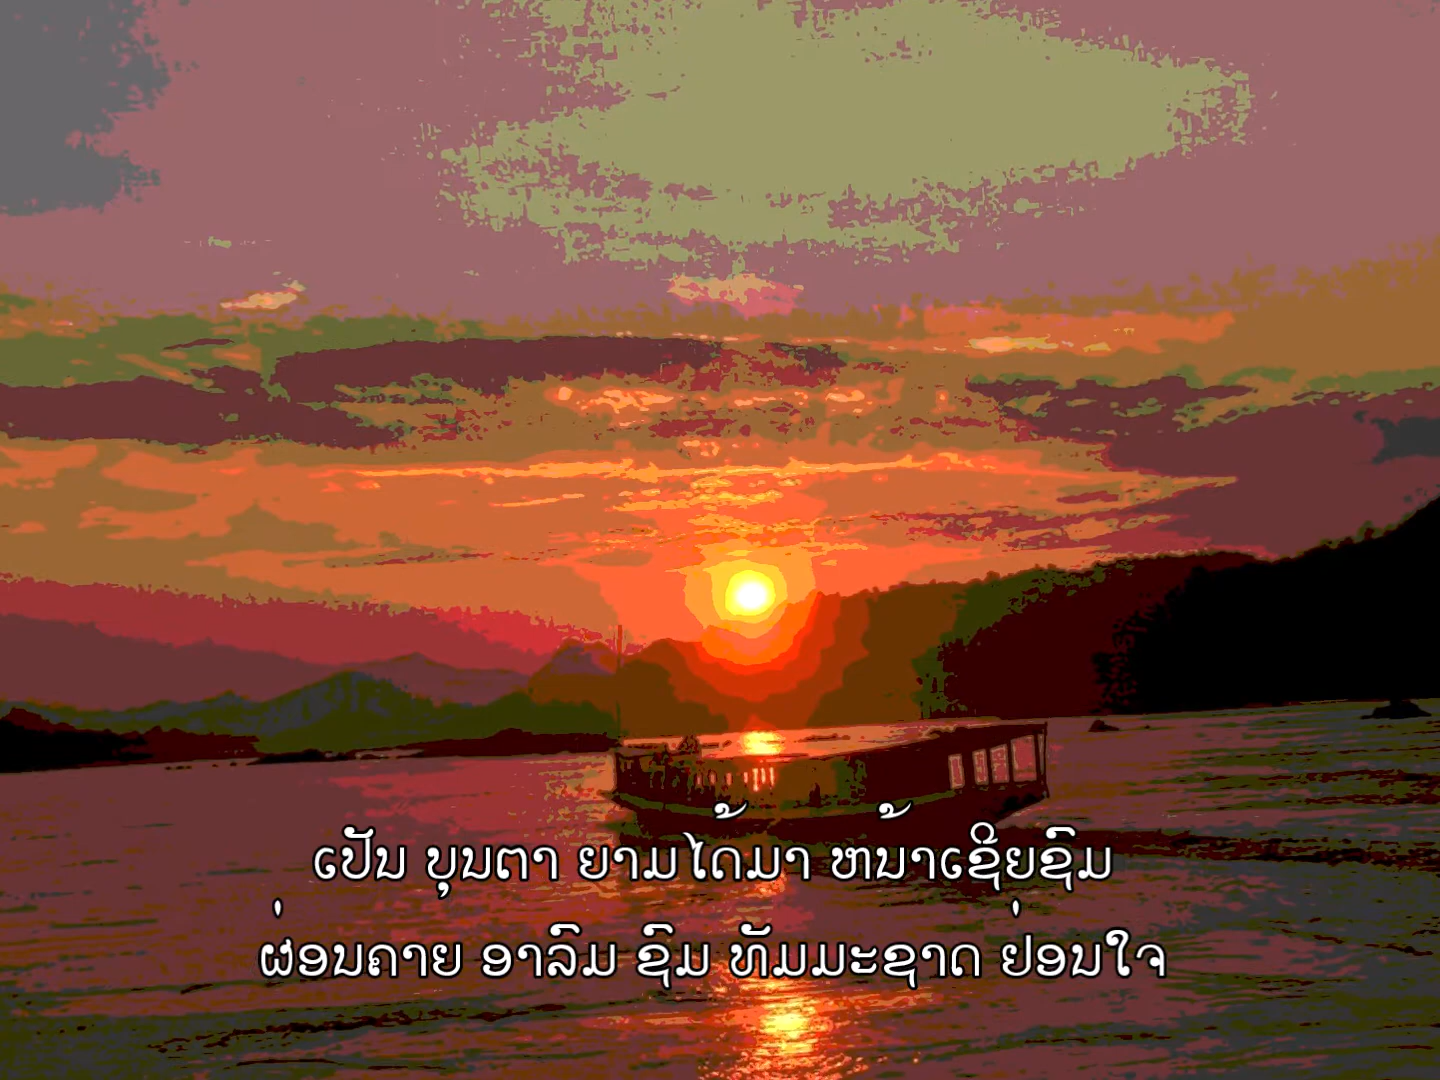 ເປັນ ບຸນຕາ ຍາມໄດ້ມາ ຫນ້າເຊີຍຊົມ
ຜ່ອນຄາຍ ອາລົມ ຊົມ ທັມມະຊາດ ຢ່ອນໃຈ